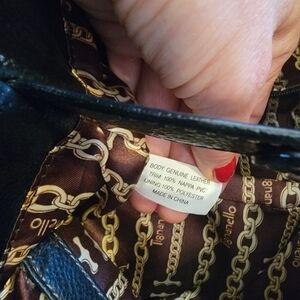 BODY: GENUINE LEATHER
TRIM: 100% NAPPA PVC
LINING: 100% POLYESTER
MADE IN CHINA